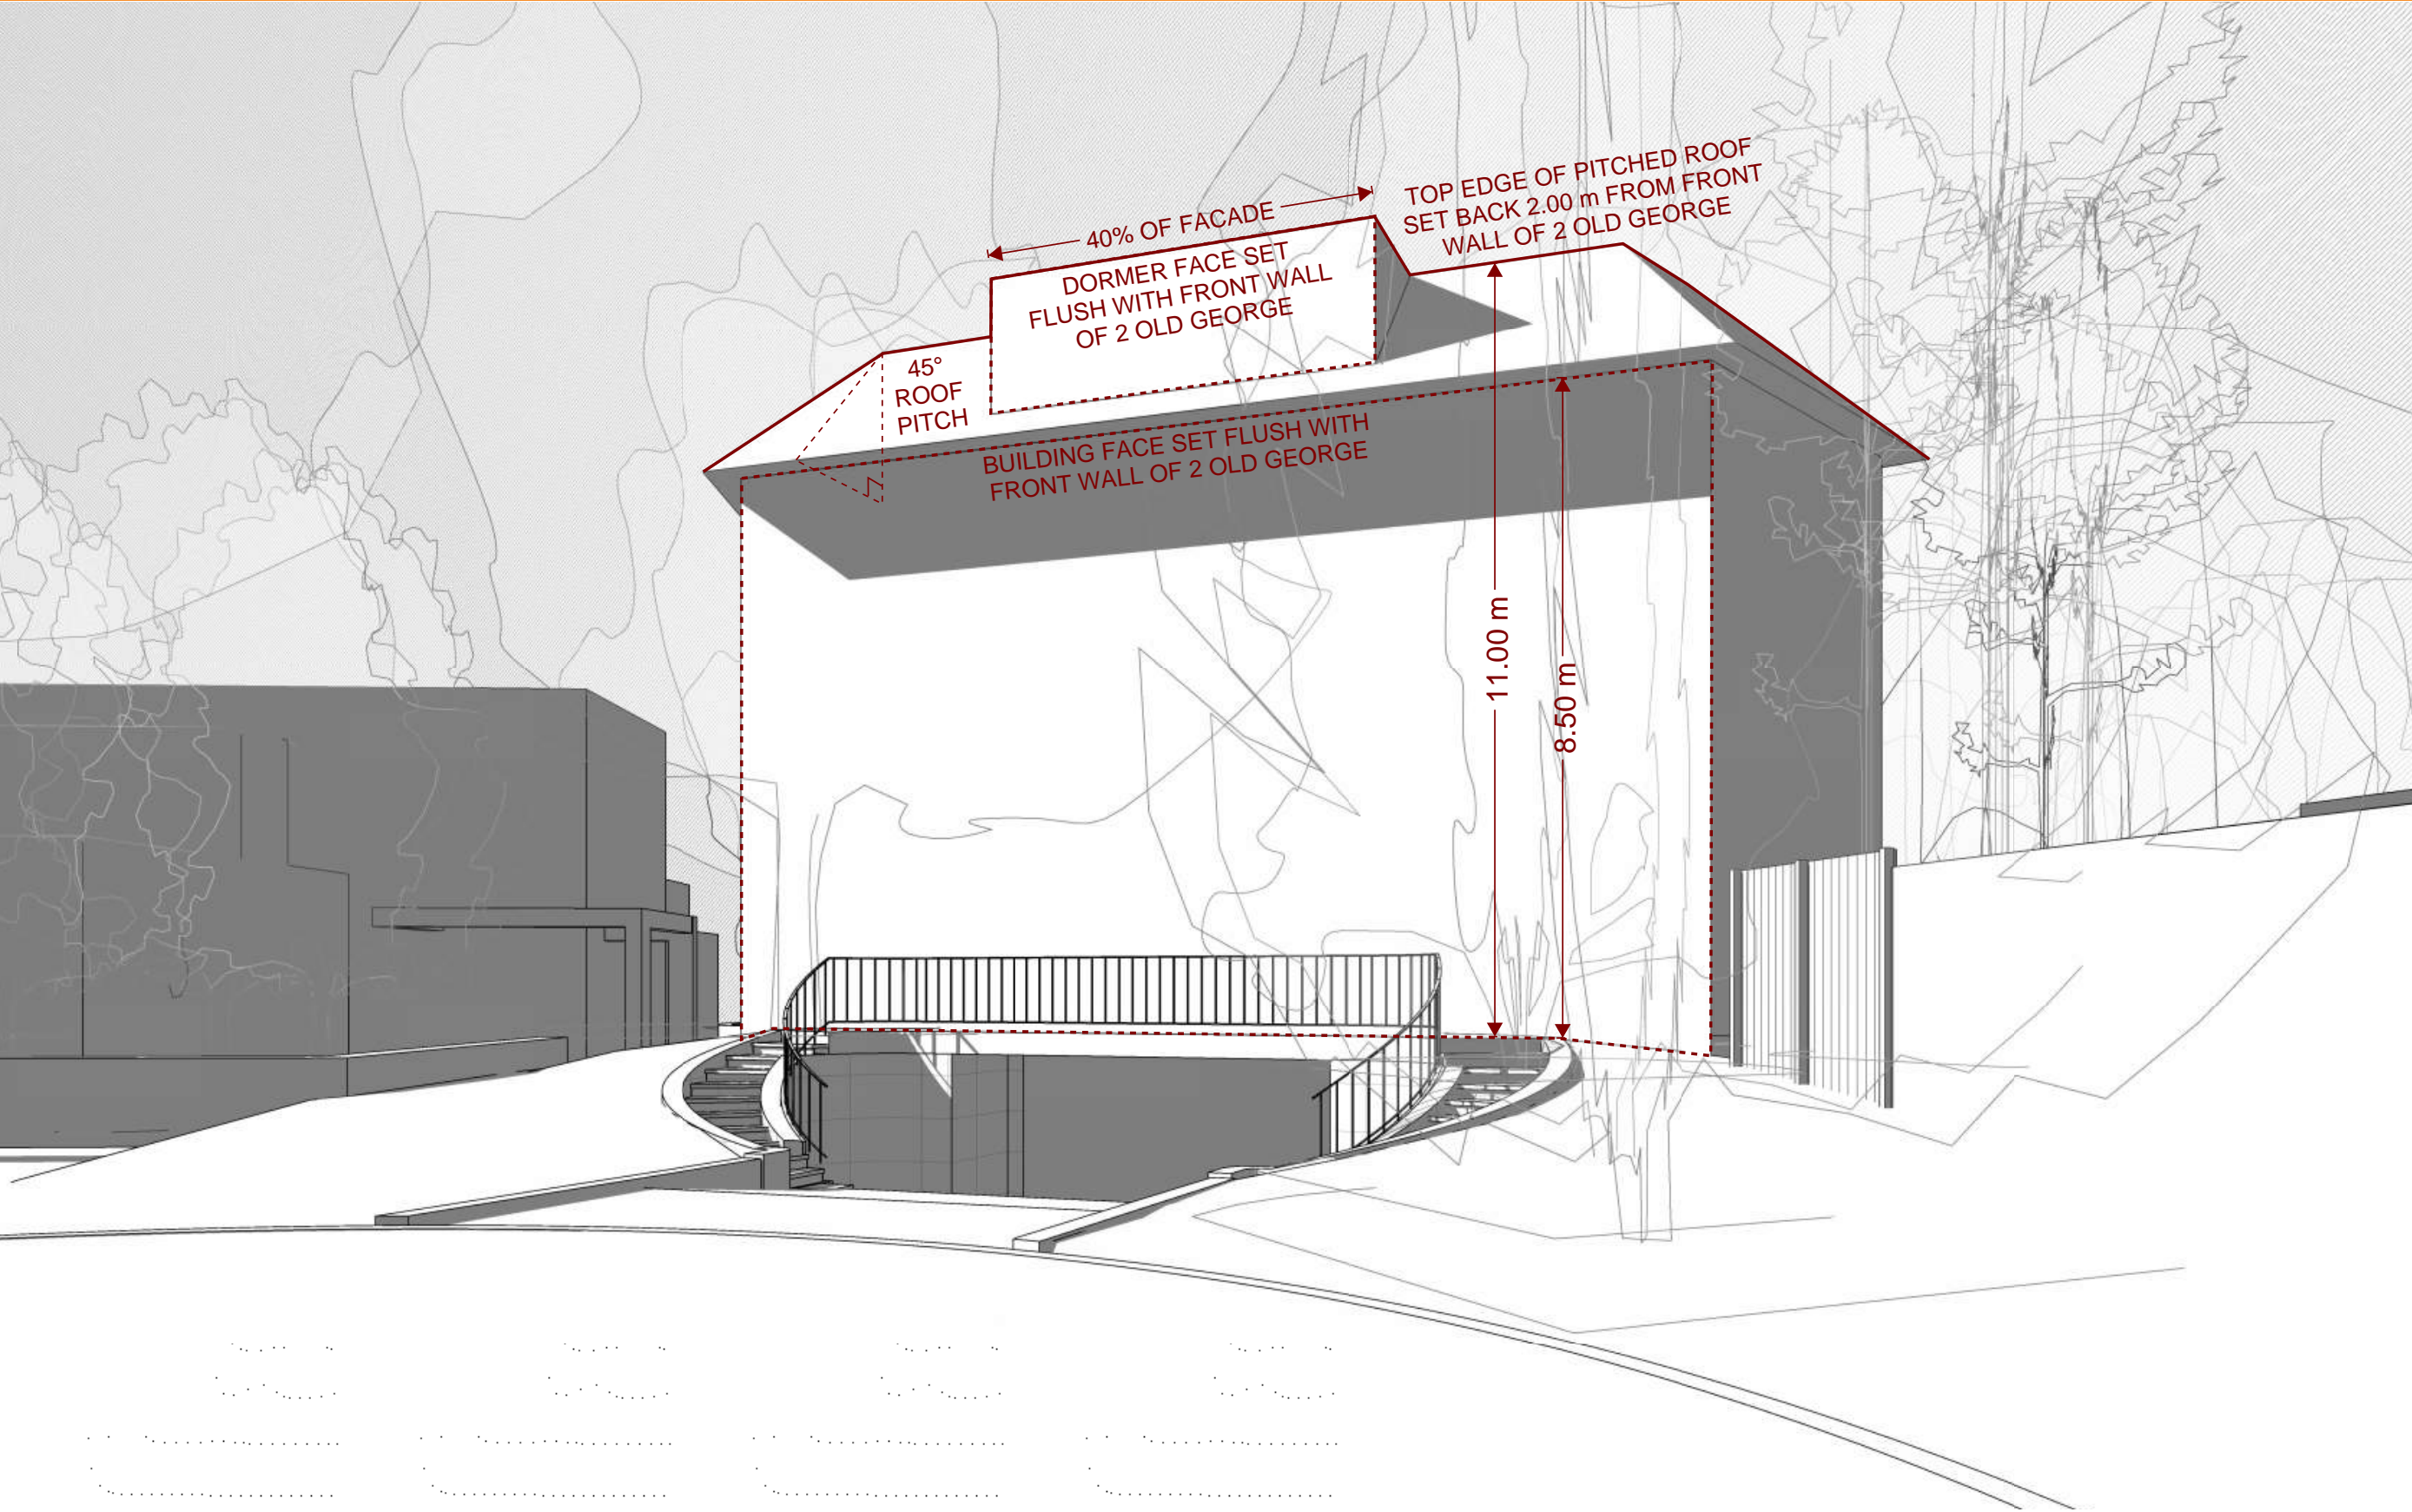 40% OF FACADE
TOP EDGE OF PITCHED ROOF
SET BACK 2.00 m FROM FRONT
WALL OF 2 OLD GEORGE
DORMER FACE SET
FLUSH WITH FRONT WALL
OF 2 OLD GEORGE
45°
ROOF
PITCH
BUILDING FACE SET FLUSH WITH
FRONT WALL OF 2 OLD GEORGE
11.00 m
8.50 m